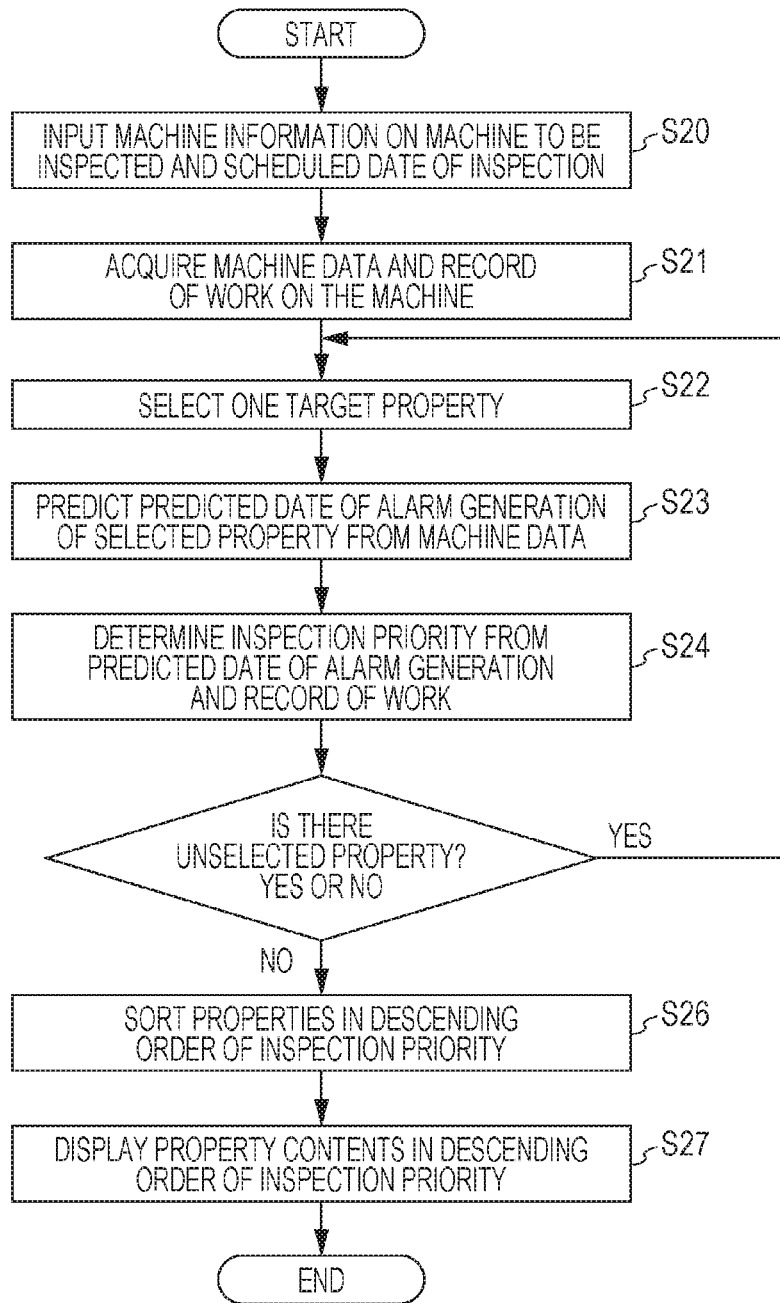 START
INPUT MACHINE INFORMATION ON MACHINE TO BE
INSPECTED AND SCHEDULED DATE OF INSPECTION
S20
ACQUIRE MACHINE DATA AND RECORD
OF WORK ON THE MACHINE
S21
SELECT ONE TARGET PROPERTY
S22
PREDICT PREDICTED DATE OF ALARM GENERATION
OF SELECTED PROPERTY FROM MACHINE DATA
S23
DETERMINE INSPECTION PRIORITY FROM
PREDICTED DATE OF ALARM GENERATION
AND RECORD OF WORK
S24
IS THERE
UNSELECTED PROPERTY?
YES OR NO
YES
NO
SORT PROPERTIES IN DESCENDING
ORDER OF INSPECTION PRIORITY
S26
DISPLAY PROPERTY CONTENTS IN DESCENDING
ORDER OF INSPECTION PRIORITY
S27
END